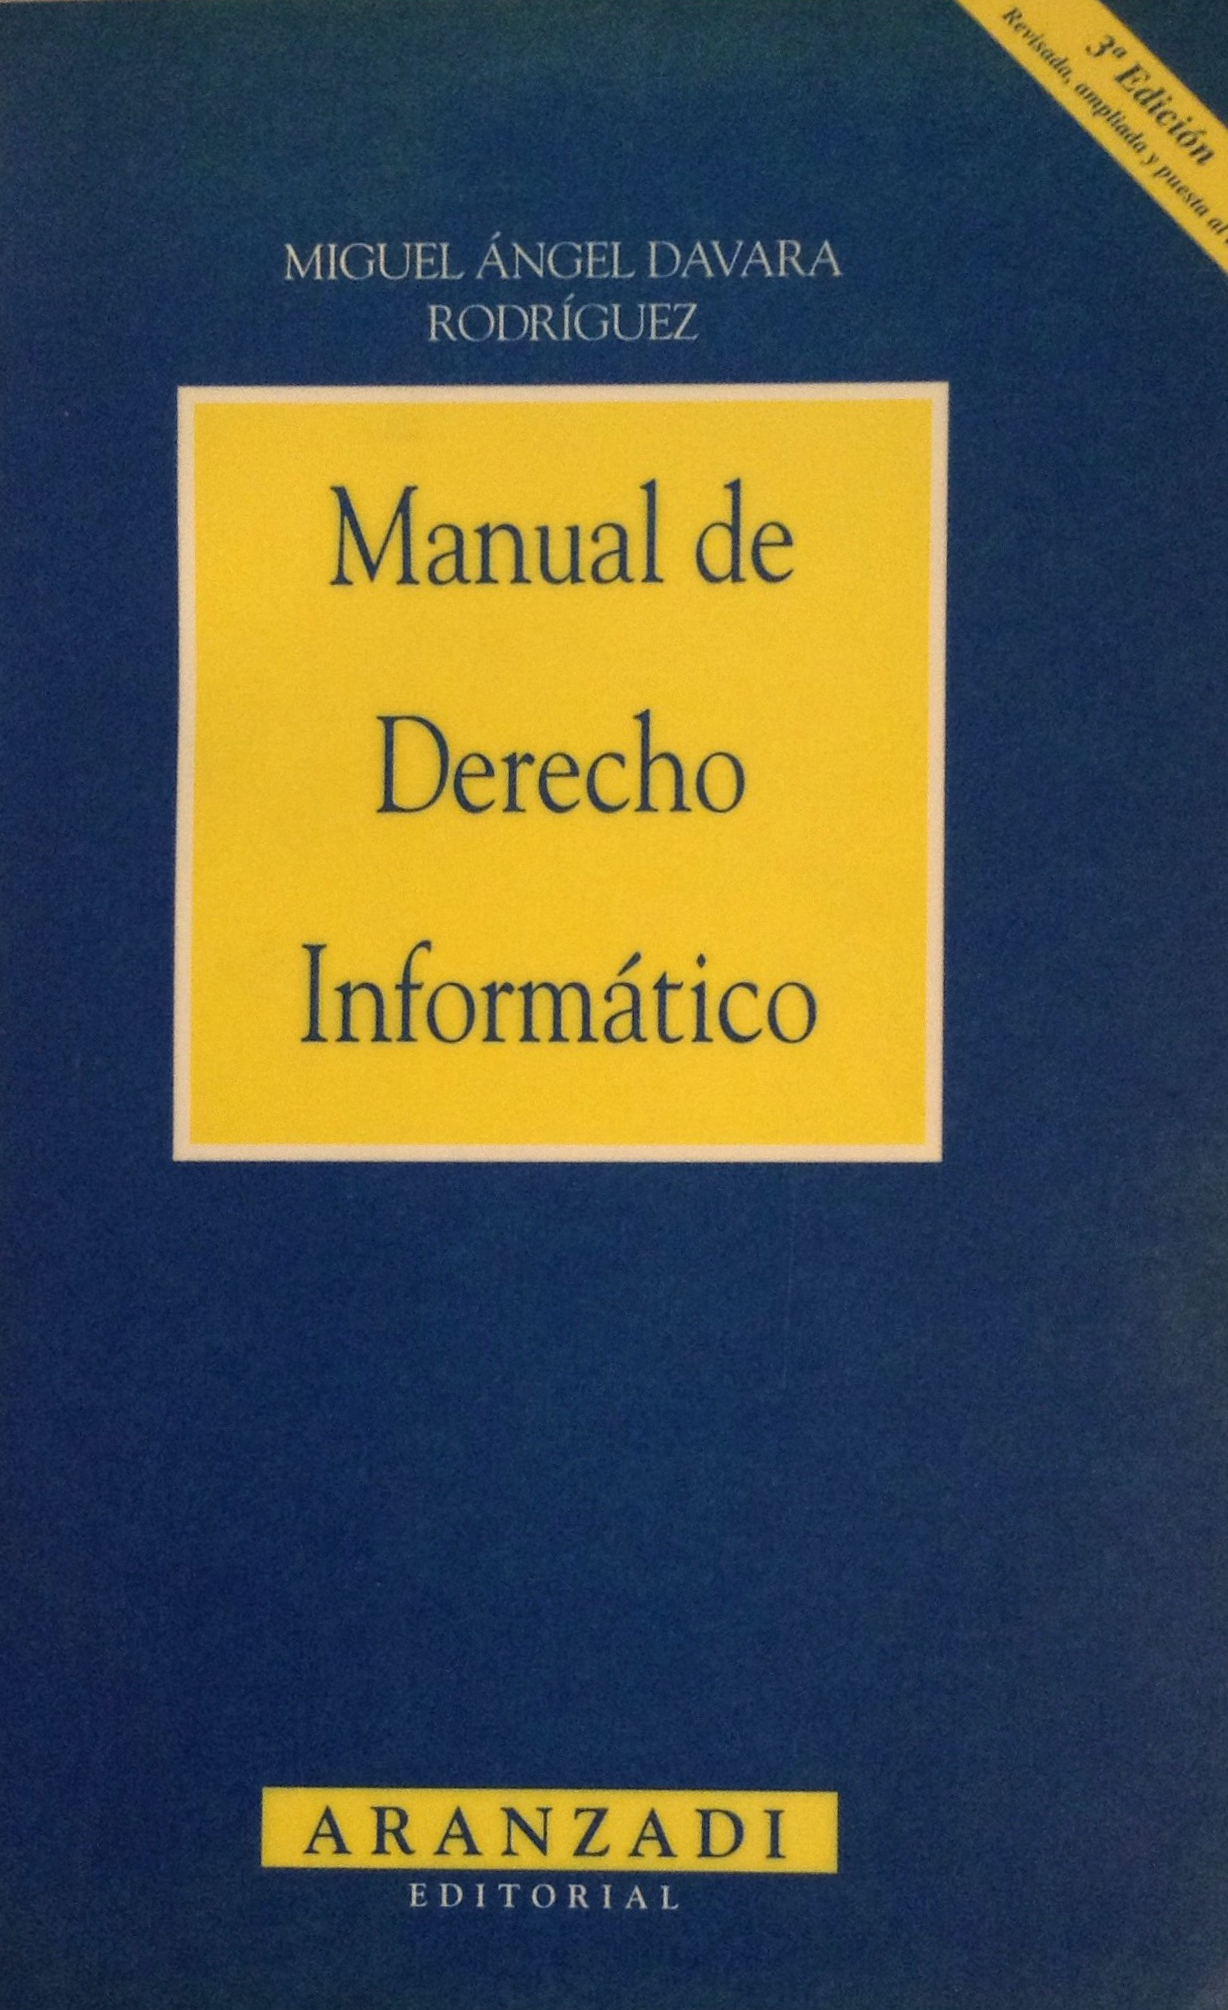 3ª Edición
Revisada, ampliada y puesta al
MIGUEL ÁNGEL DAVARA
RODRÍGUEZ
Manual de
Derecho
Informático
ARANZADI
EDITORIAL